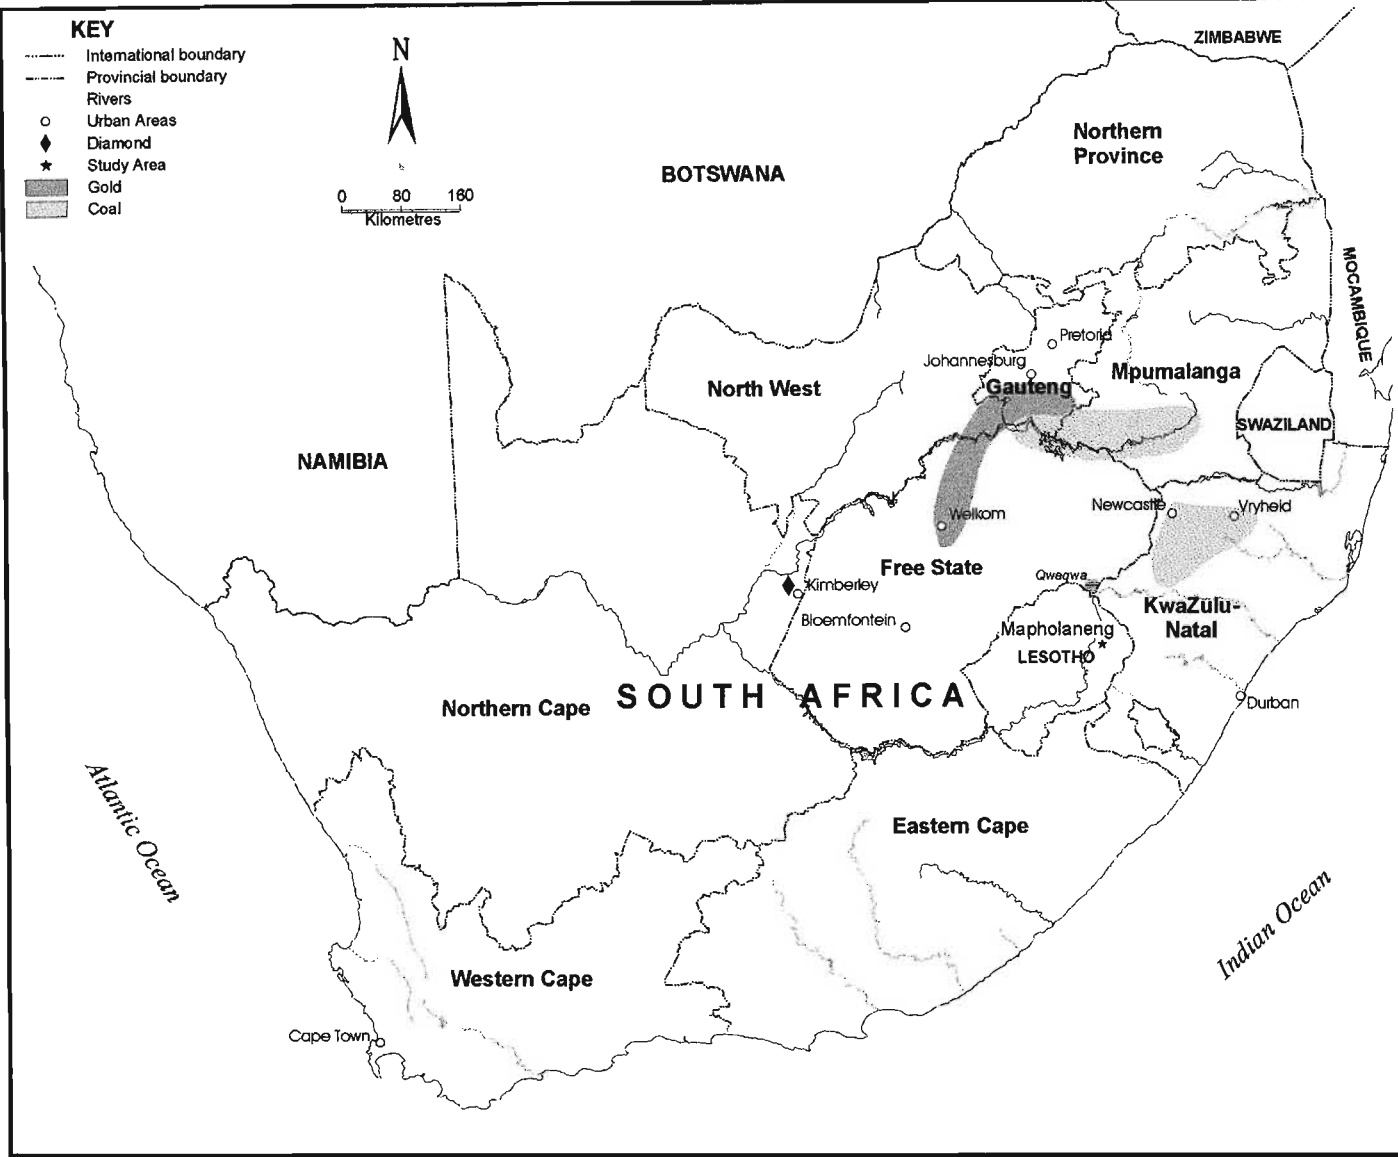 KEY
International boundary
Provincial boundary
Rivers
Urban Areas
Diamond
Study Area
Gold
Coal
N
0 80 160
Kilometres
ZIMBABWE
Northern
Province
BOTSWANA
MOCAMBIQUE
Pretoria
Johannesburg
Gauteng
Mpumalanga
North West
SWAZILAND
NAMIBIA
Welkom
Newcastle
Vryheid
Free State
Qwaqwa
Kimberley
Bloemfontein
KwaZulu-
Natal
Mapholaneng
LESOTHO
SOUTH AFRICA
Northern Cape
Durban
Atlantic Ocean
Eastern Cape
Indian Ocean
Western Cape
Cape Town